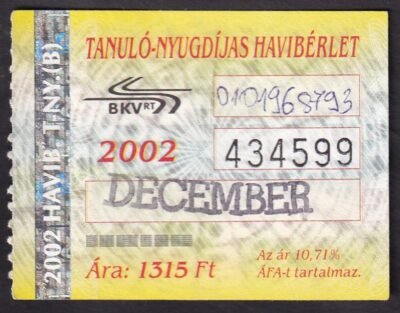 TANULÓ-NYUGDÍJAS HAVIBÉRLET
BKV RT
0101968793
2002
434599
DECEMBER
Ára: 1315 Ft
Az ár 10,71%
ÁFA-t tartalmaz.
2002 HAVIB. T-NY.(B)